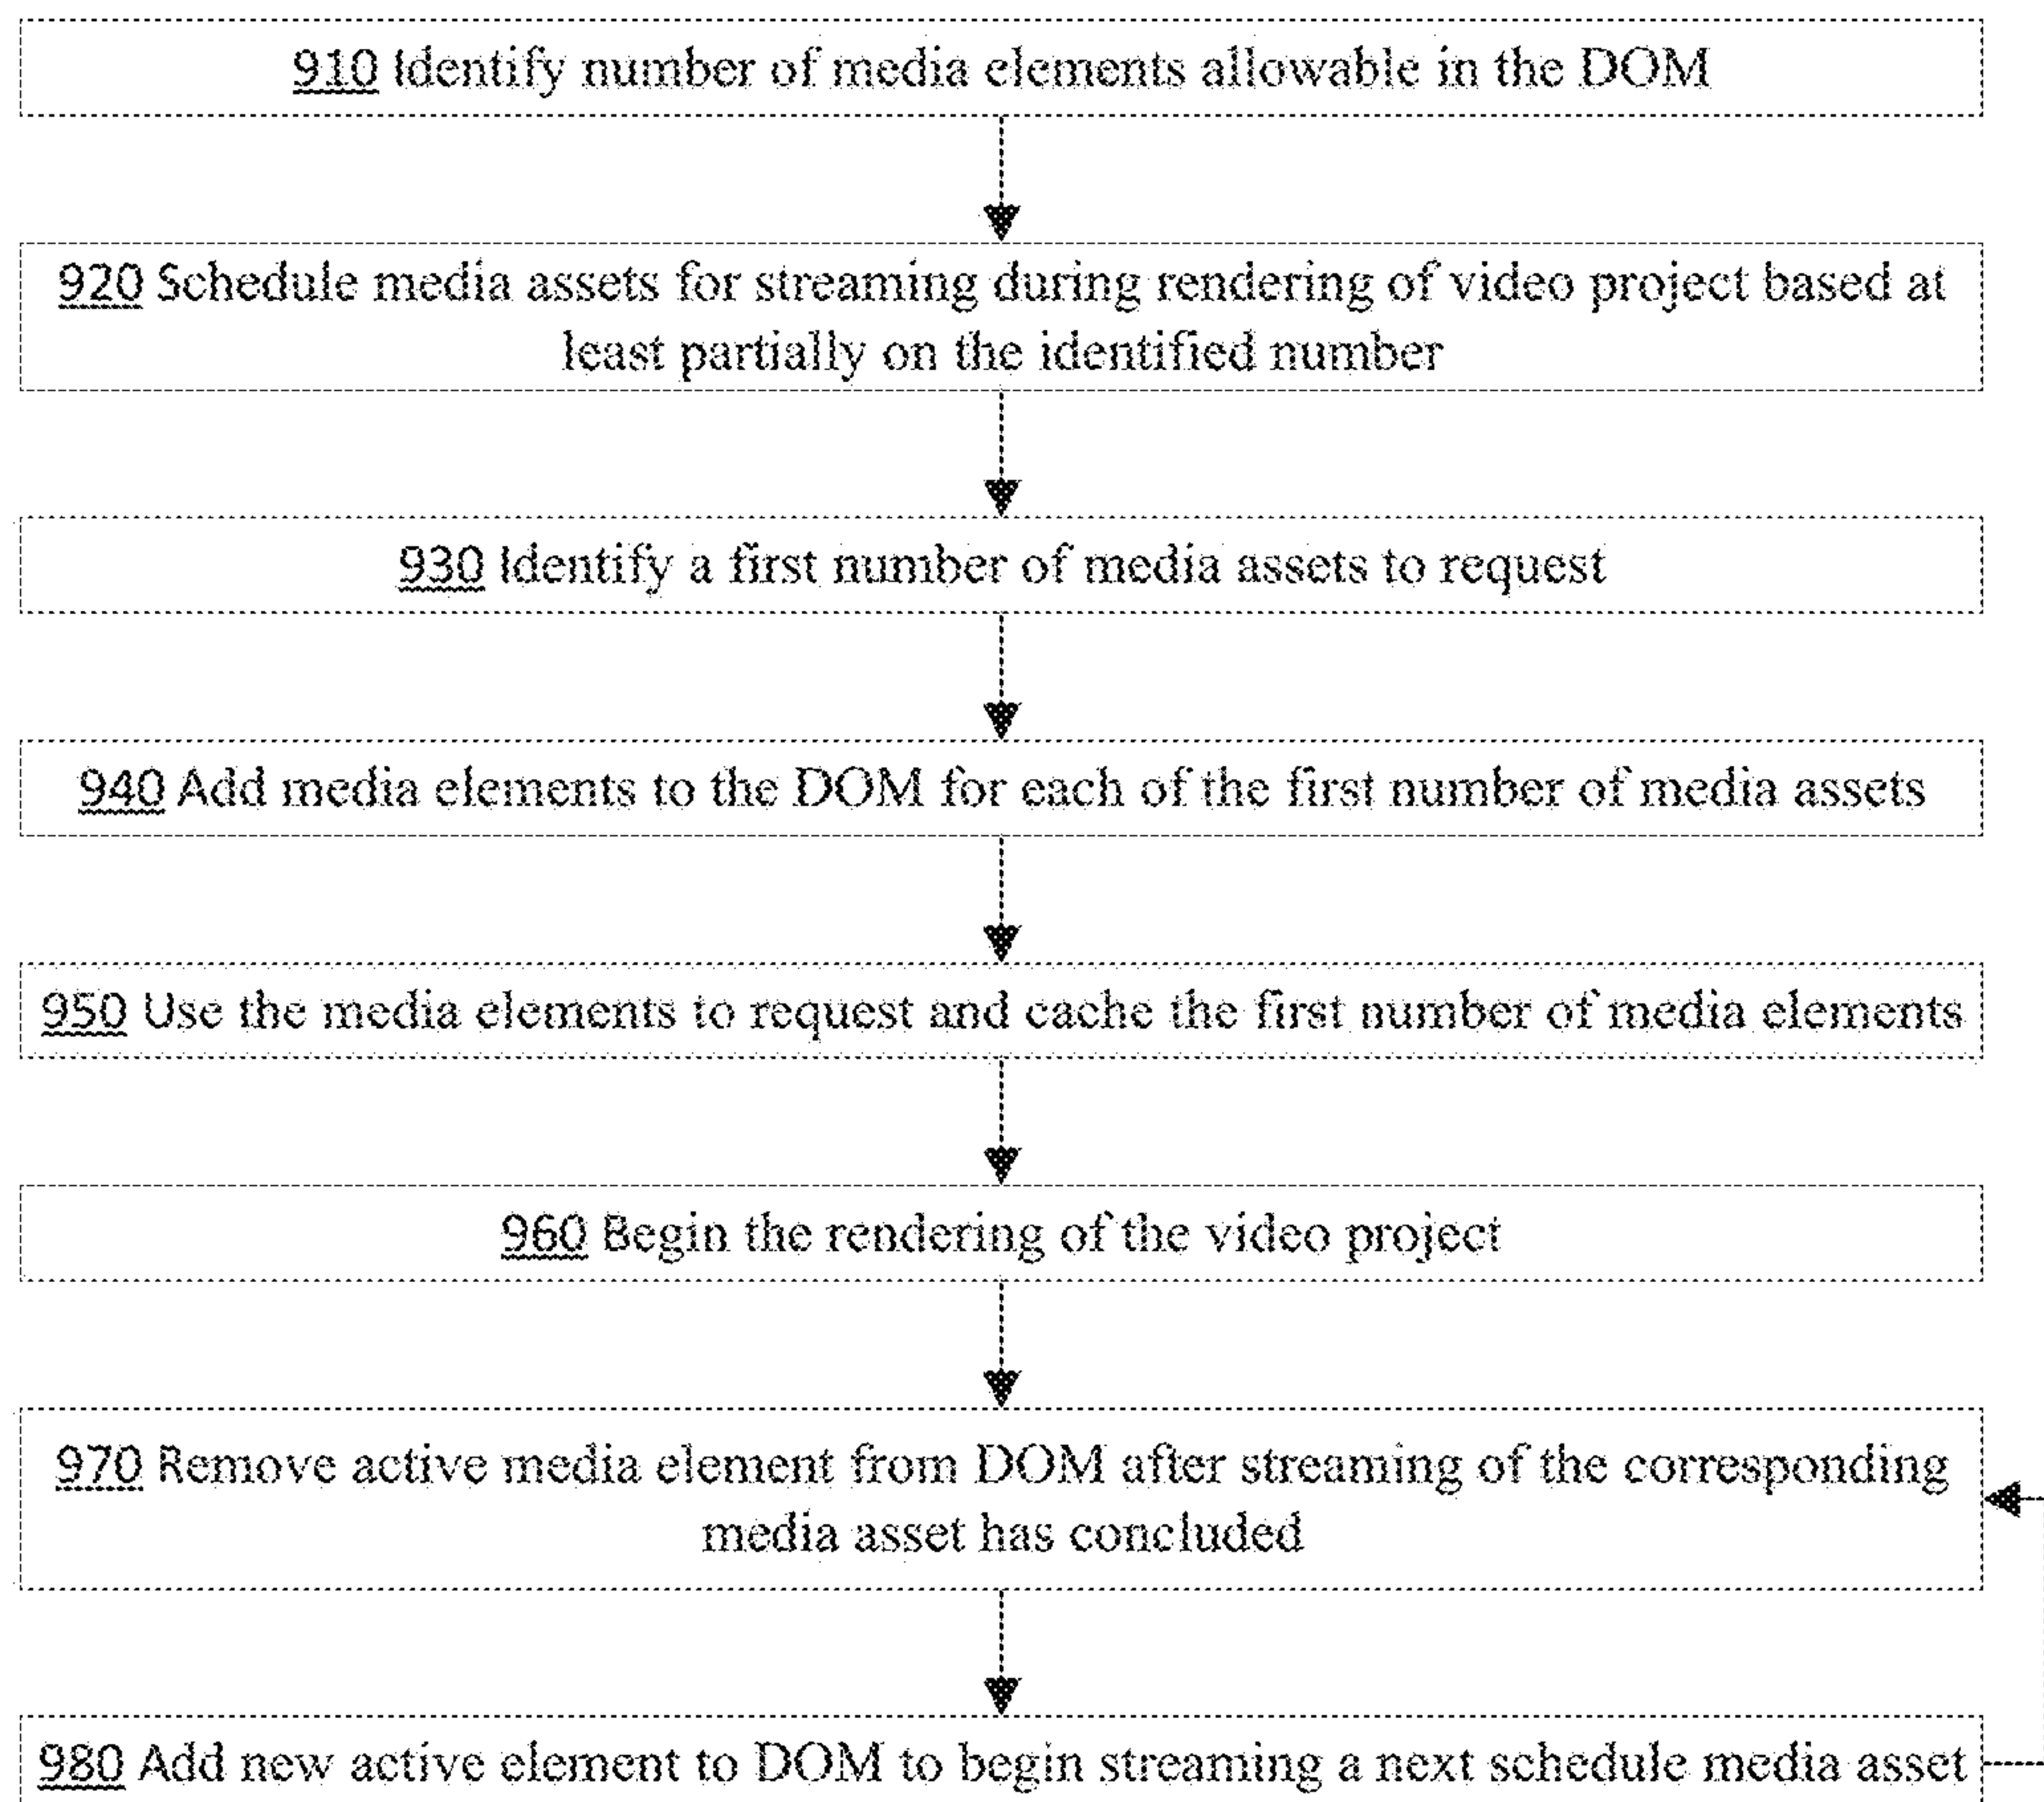 910 Identify number of media elements allowable in the DOM
920 Schedule media assets for streaming during rendering of video project based at
least partially on the identified number
930 Identify a first number of media assets to request
940 Add media elements to the DOM for each of the first number of media assets
950 Use the media elements to request and cache the first number of media elements
960 Begin the rendering of the video project
970 Remove active media element from DOM after streaming of the corresponding
media asset has concluded
980 Add new active element to DOM to begin streaming a next schedule media asset